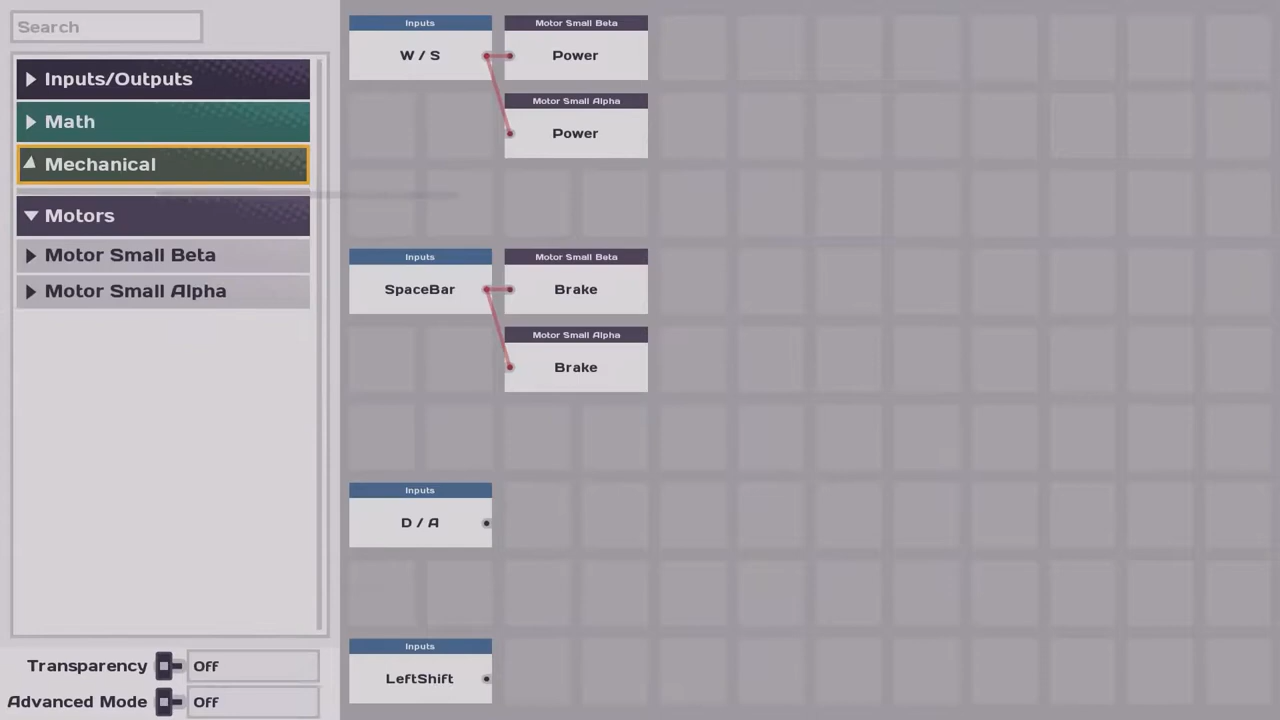 Search
Inputs/Outputs
Math
Mechanical
Motors
Motor Small Beta
Motor Small Alpha
Transparency Off
Advanced Mode Off
Inputs
W / S
Motor Small Beta
Power
Motor Small Alpha
Power
Inputs
SpaceBar
Motor Small Beta
Brake
Motor Small Alpha
Brake
Inputs
D / A
Inputs
LeftShift